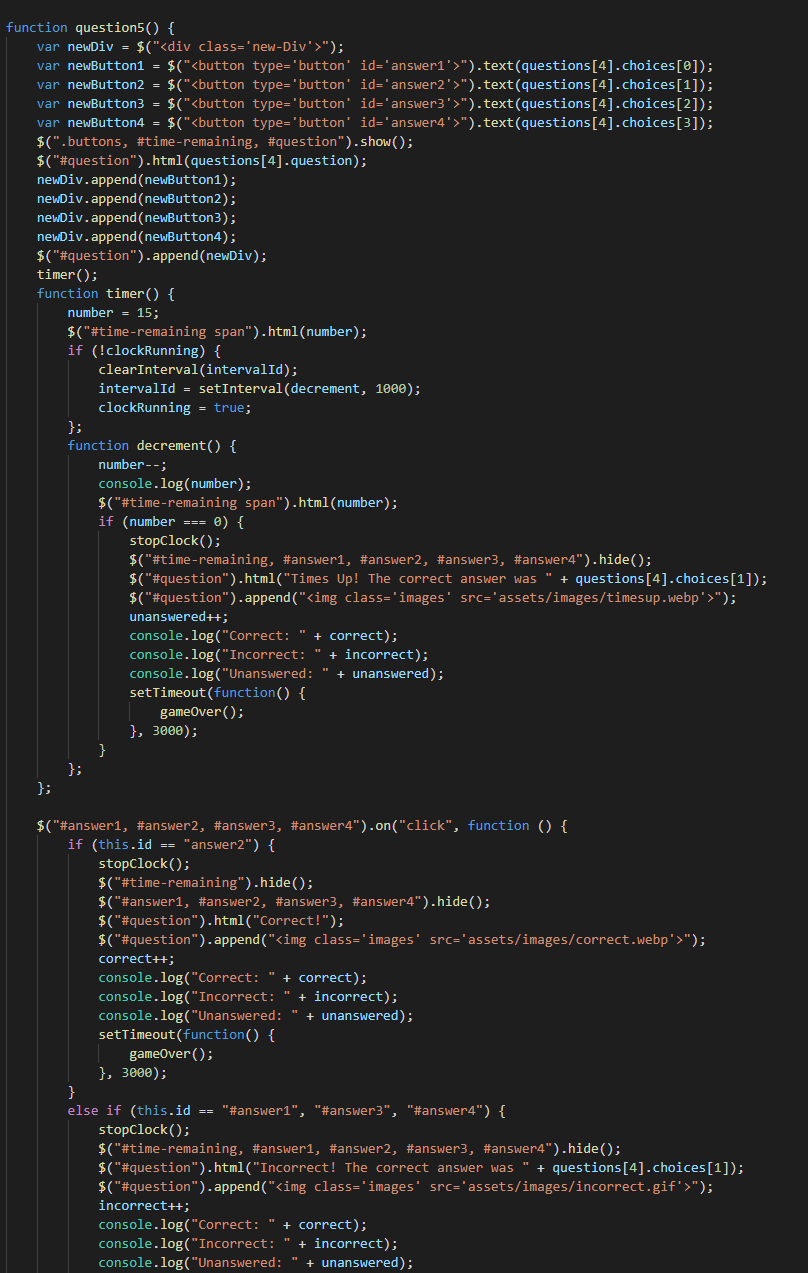 function question5() {
    var newDiv = $("<div class='new-Div'>");
    var newButton1 = $("<button type='button' id='answer1'>").text(questions[4].choices[0]);
    var newButton2 = $("<button type='button' id='answer2'>").text(questions[4].choices[1]);
    var newButton3 = $("<button type='button' id='answer3'>").text(questions[4].choices[2]);
    var newButton4 = $("<button type='button' id='answer4'>").text(questions[4].choices[3]);
    $(".buttons, #time-remaining, #question").show();
    $("#question").html(questions[4].question);
    newDiv.append(newButton1);
    newDiv.append(newButton2);
    newDiv.append(newButton3);
    newDiv.append(newButton4);
    $("#question").append(newDiv);
    timer();
    function timer() {
        number = 15;
        $("#time-remaining span").html(number);
        if (!clockRunning) {
            clearInterval(intervalId);
            intervalId = setInterval(decrement, 1000);
            clockRunning = true;
        };
        function decrement() {
            number--;
            console.log(number);
            $("#time-remaining span").html(number);
            if (number === 0) {
                stopClock();
                $("#time-remaining, #answer1, #answer2, #answer3, #answer4").hide();
                $("#question").html("Times Up! The correct answer was " + questions[4].choices[1]);
                $("#question").append("<img class='images' src='assets/images/timesup.webp'>");
                unanswered++;
                console.log("Correct: " + correct);
                console.log("Incorrect: " + incorrect);
                console.log("Unanswered: " + unanswered);
                setTimeout(function() {
                    gameOver();
                }, 3000);
            }
        };
    };
    $("#answer1, #answer2, #answer3, #answer4").on("click", function () {
        if (this.id == "answer2") {
            stopClock();
            $("#time-remaining").hide();
            $("#answer1, #answer2, #answer3, #answer4").hide();
            $("#question").html("Correct!");
            $("#question").append("<img class='images' src='assets/images/correct.webp'>");
            correct++;
            console.log("Correct: " + correct);
            console.log("Incorrect: " + incorrect);
            console.log("Unanswered: " + unanswered);
            setTimeout(function() {
                gameOver();
            }, 3000);
        }
        else if (this.id == "#answer1", "#answer3", "#answer4") {
            stopClock();
            $("#time-remaining, #answer1, #answer2, #answer3, #answer4").hide();
            $("#question").html("Incorrect! The correct answer was " + questions[4].choices[1]);
            $("#question").append("<img class='images' src='assets/images/incorrect.gif'>");
            incorrect++;
            console.log("Correct: " + correct);
            console.log("Incorrect: " + incorrect);
            console.log("Unanswered: " + unanswered);